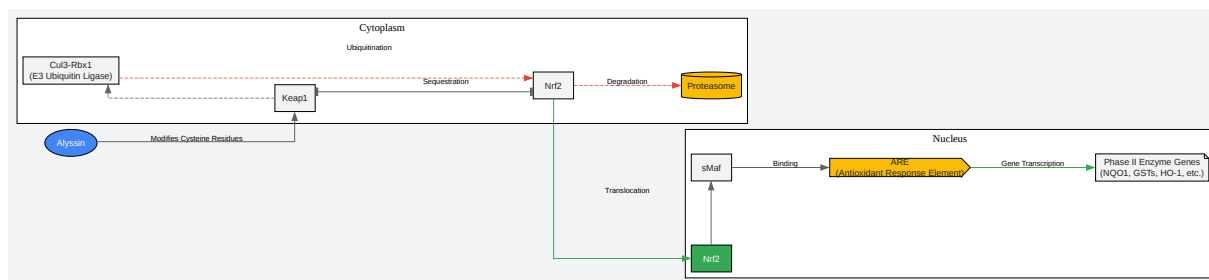 Cytoplasm
Ubiquitination
Cul3-Rbx1
(E3 Ubiquitin Ligase)
Sequestration
Nrf2
Degradation
Proteasome
Keap1
Alyssin
Modifies Cysteine Residues
Nucleus
sMaf
Binding
ARE
(Antioxidant Response Element)
Gene Transcription
Phase II Enzyme Genes
(NQO1, GSTs, HO-1, etc.)
Translocation
Nrf2